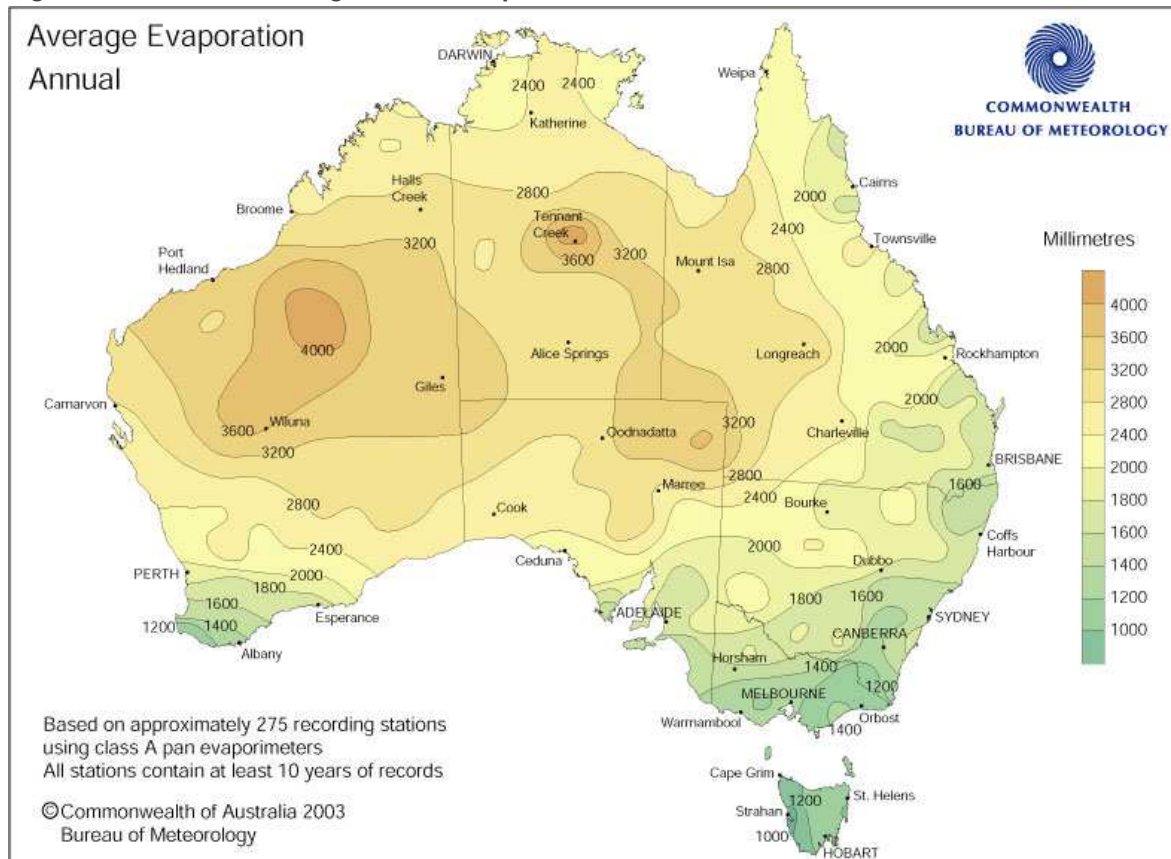 Average Evaporation
Annual
COMMONWEALTH
BUREAU OF METEOROLOGY
DARWIN
2400
2400
Weipa
Katherine
Cairns
2000
Halls
Creek
2800
Broome
Tennant
Creek
3200
3600
3200
2400
Townsville
Mount Isa
2800
Port
Hedland
4000
Alice Springs
Longreach
2000
Rockhampton
Giles
2000
Carnarvon
3600
Wiluna
3200
Oodnadatta
3200
Charleville
2800
BRISBANE
1600
Marree
2400
Bourke
2800
Cook
Coffs
Harbour
2400
Ceduna
2000
Dubbo
PERTH
2000
1800
1600
1800
1600
Esperance
ADELAIDE
SYDNEY
CANBERRA
1200
1400
Albany
Horsham
1400
1200
MELBOURNE
Warrnambool
Orbost
1400
Cape Grim
1200
St. Helens
Strahan
1000
HOBART
Millimetres
4000
3600
3200
2800
2400
2000
1800
1600
1400
1200
1000
Based on approximately 275 recording stations
using class A pan evaporimeters
All stations contain at least 10 years of records
©Commonwealth of Australia 2003
Bureau of Meteorology